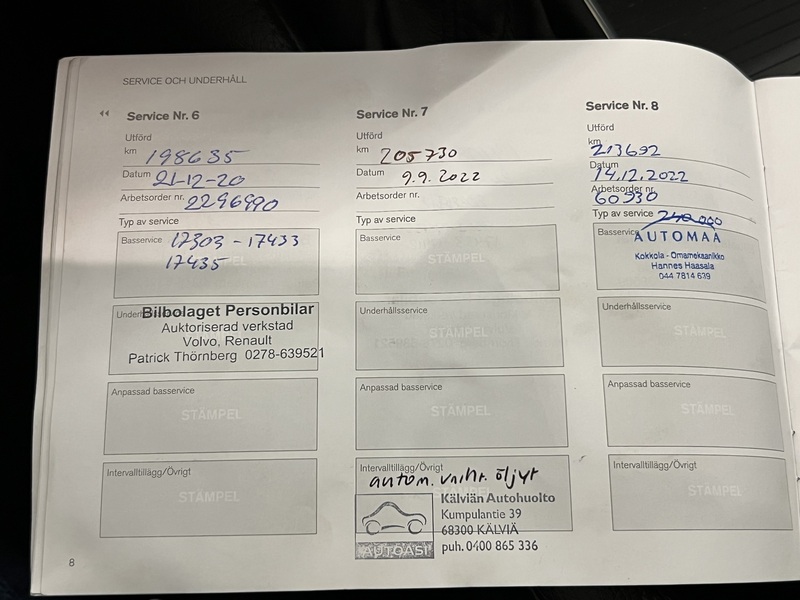 SERVICE OCH UNDERHÅLL
Service Nr. 6
Utförd
km 198635
Datum 21-12-20
Arbetsorder nr. 2296990
Typ av service
Basservice 17303 - 17433
17435
Bilbolaget Personbilar
Auktoriserad verkstad
Volvo, Renault
Patrick Thörnberg 0278-639521
Anpassad basservice
STÄMPEL
Intervalltillägg/Övrigt
STÄMPEL
Service Nr. 7
Utförd
km 205730
Datum 9.9.2022
Arbetsorder nr.
Typ av service
Basservice
STÄMPEL
Underhållsservice
STÄMPEL
Anpassad basservice
STÄMPEL
Intervalltillägg/Övrigt
autom. vaiht. öljyt
Kälviän Autohuolto
Kumpulantie 39
68300 KÄLVIÄ
puh. 0400 865 336
AUTOASI
Service Nr. 8
Utförd
km 213692
Datum 14.12.2022
Arbetsorder nr. 60930
Typ av service 240 000
Basservice
AUTOMAA
Kokkola - Omamekaanikko
Hannes Haasala
044 7814 639
Underhållsservice
STÄMPEL
Anpassad basservice
STÄMPEL
Intervalltillägg/Övrigt
STÄMPEL
8